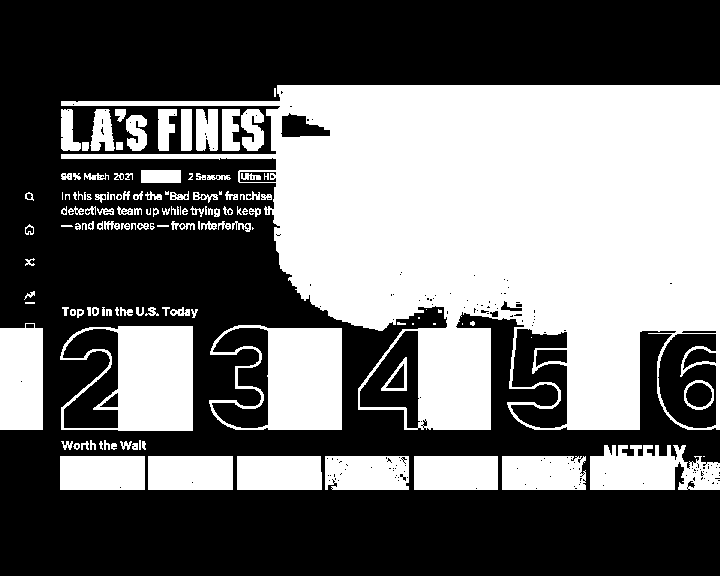 L.A.'s FINEST
98% Match 2021 2 Seasons Ultra HD
In this spinoff of the "Bad Boys" franchise,
detectives team up while trying to keep
— and differences — from interfering.
Top 10 in the U.S. Today
2 3 4 5 6
Worth the Wait
NETFLIX